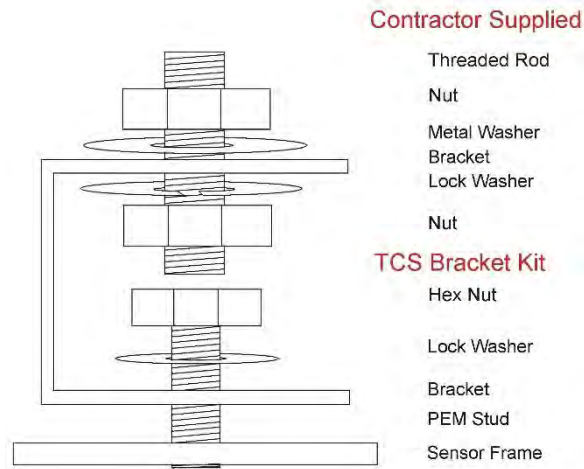 Contractor Supplied
Threaded Rod
Nut
Metal Washer
Bracket
Lock Washer
Nut
TCS Bracket Kit
Hex Nut
Lock Washer
Bracket
PEM Stud
Sensor Frame